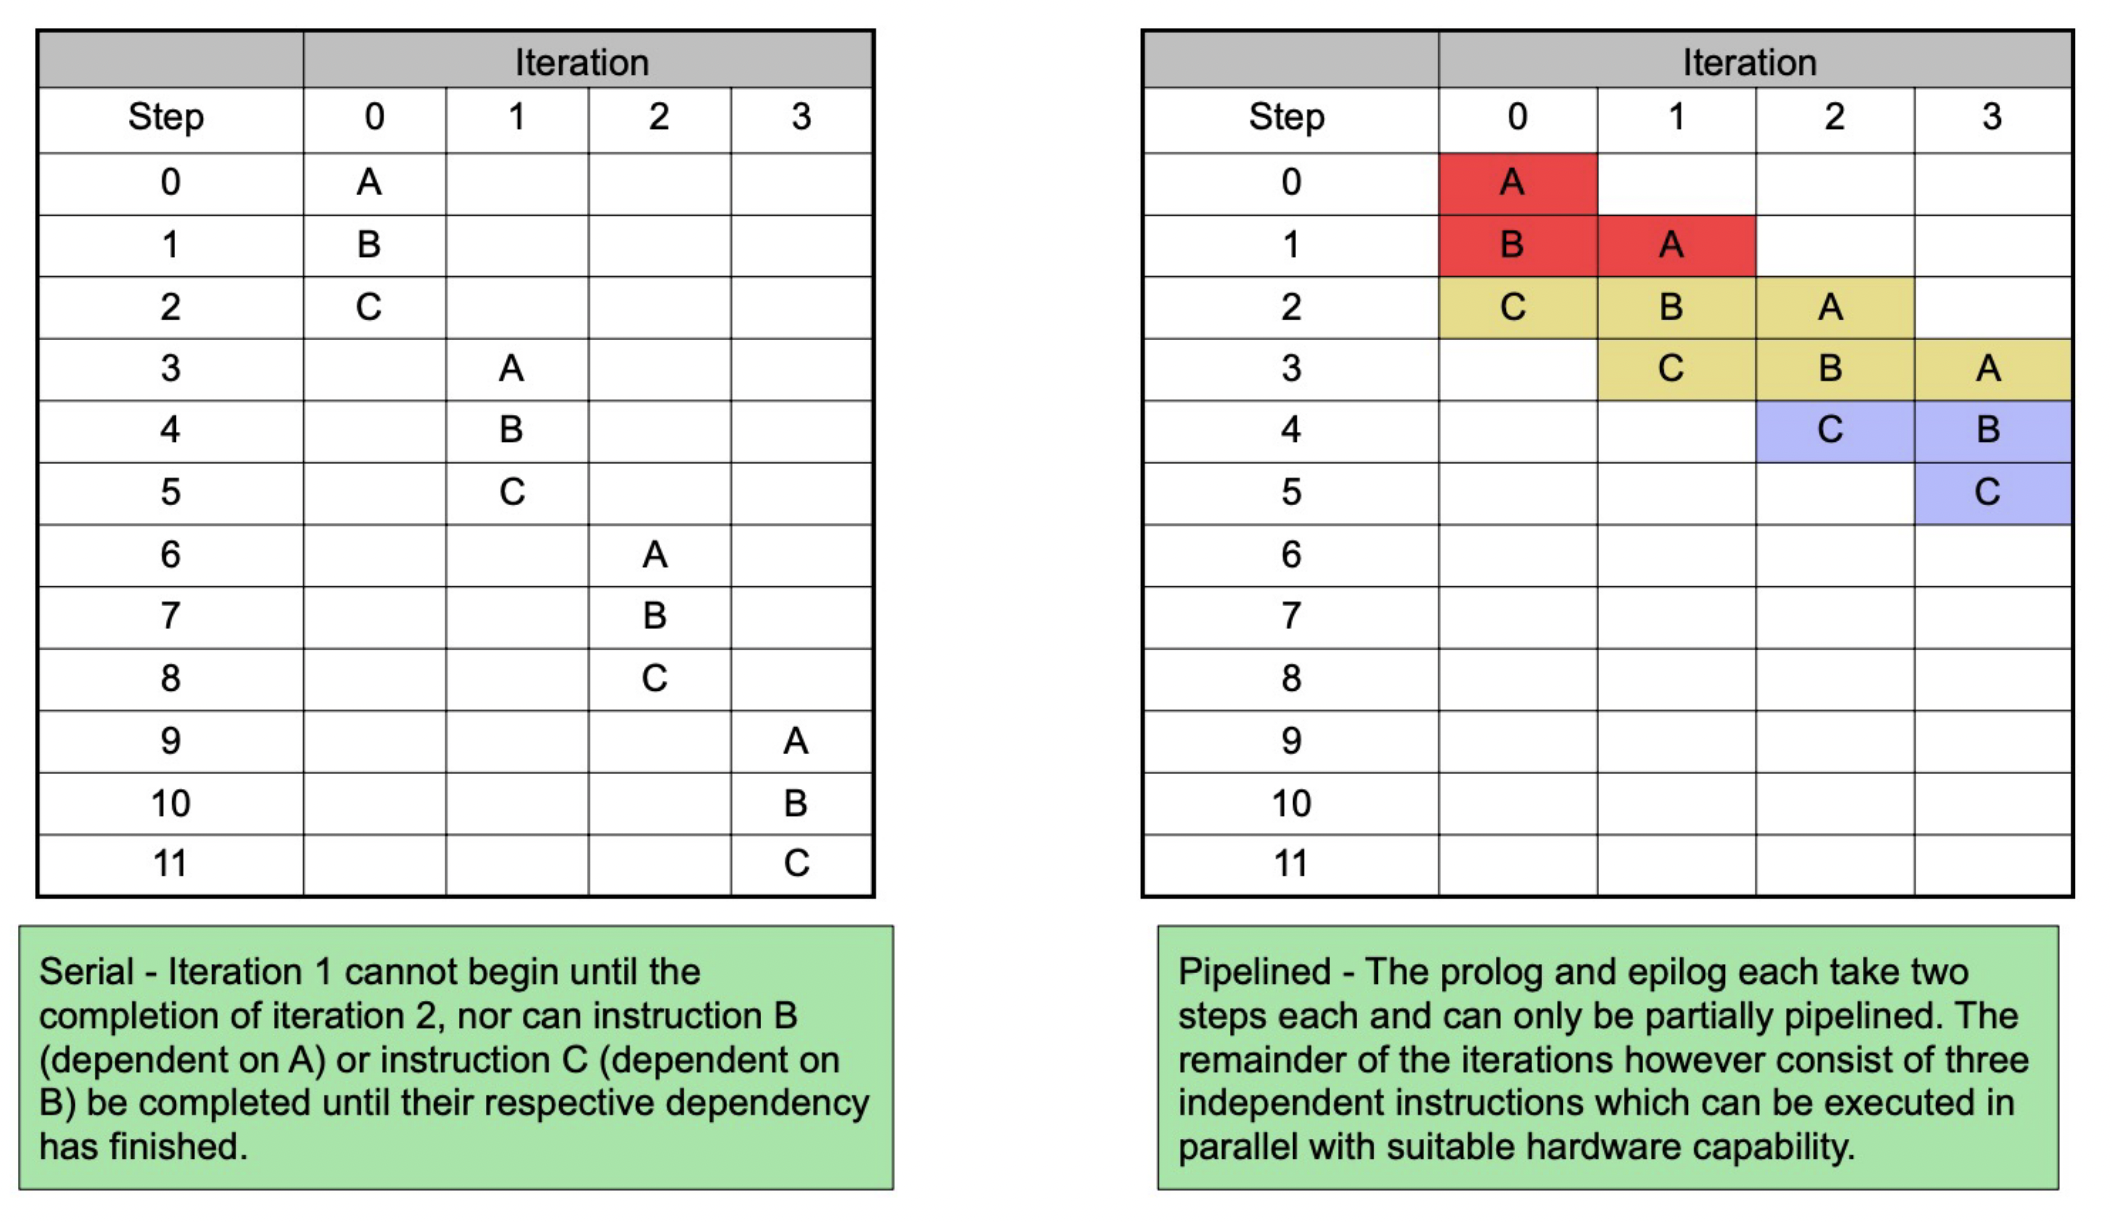 Iteration
Step 0 1 2 3
0 A
1 B
2 C
3 A
4 B
5 C
6 A
7 B
8 C
9 A
10 B
11 C
Serial - Iteration 1 cannot begin until the
completion of iteration 2, nor can instruction B
(dependent on A) or instruction C (dependent on
B) be completed until their respective dependency
has finished.
Iteration
Step 0 1 2 3
0 A
1 B A
2 C B A
3 C B A
4 C B
5 C
6
7
8
9
10
11
Pipelined - The prolog and epilog each take two
steps each and can only be partially pipelined. The
remainder of the iterations however consist of three
independent instructions which can be executed in
parallel with suitable hardware capability.